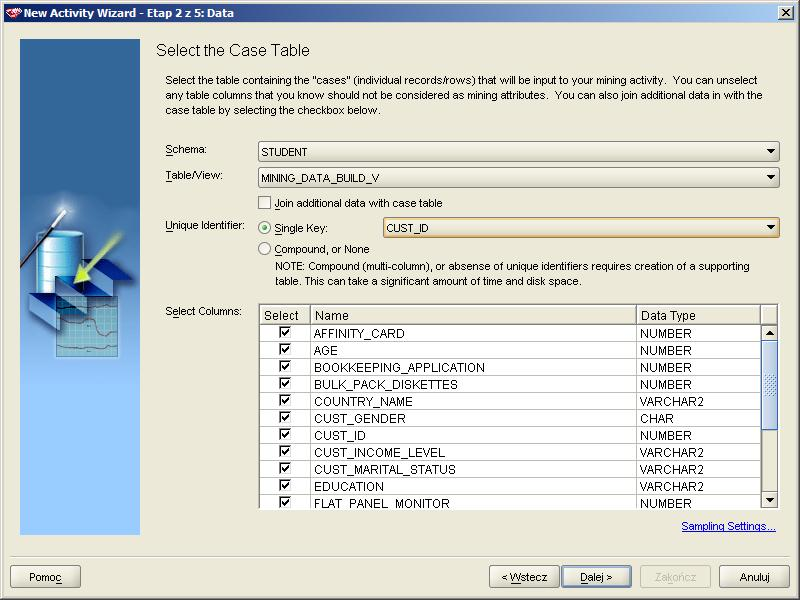 New Activity Wizard - Etap 2 z 5: Data
Select the Case Table
Select the table containing the "cases" (individual records/rows) that will be input to your mining activity. You can unselect
any table columns that you know should not be considered as mining attributes. You can also join additional data in with the
case table by selecting the checkbox below.
Schema: STUDENT
Table/View: MINING_DATA_BUILD_V
Join additional data with case table
Unique Identifier: Single Key: CUST_ID
Compound, or None
NOTE: Compound (multi-column), or absense of unique identifiers requires creation of a supporting
table. This can take a significant amount of time and disk space.
Select Columns: Select Name Data Type
AFFINITY_CARD NUMBER
AGE NUMBER
BOOKKEEPING_APPLICATION NUMBER
BULK_PACK_DISKETTES NUMBER
COUNTRY_NAME VARCHAR2
CUST_GENDER CHAR
CUST_ID NUMBER
CUST_INCOME_LEVEL VARCHAR2
CUST_MARITAL_STATUS VARCHAR2
EDUCATION VARCHAR2
FLAT_PANEL_MONITOR NUMBER
Sampling Settings...
Pomoc < Wstecz Dalej > Zakończ Anuluj